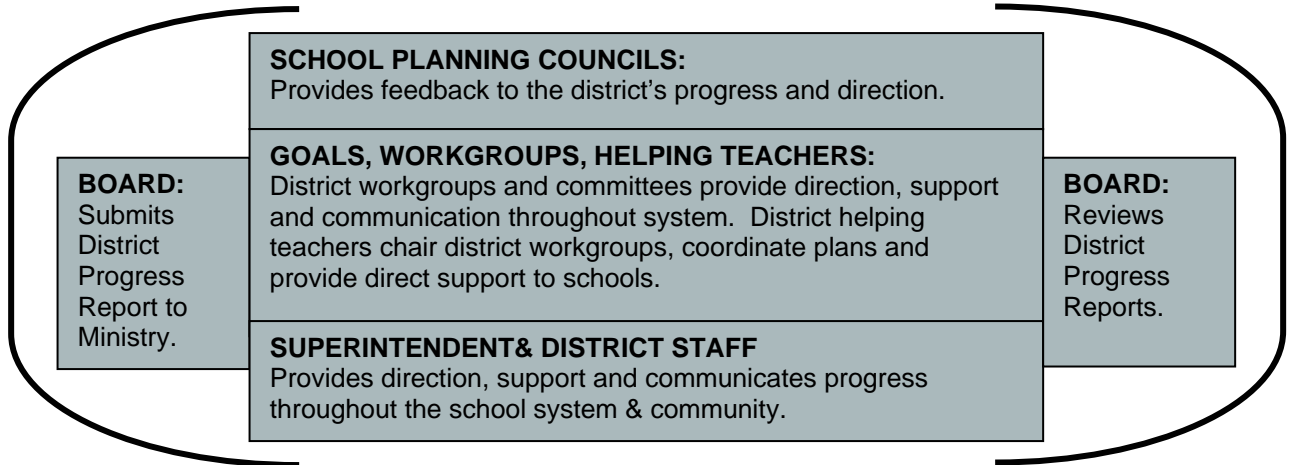 SCHOOL PLANNING COUNCILS:
Provides feedback to the district's progress and direction.
GOALS, WORKGROUPS, HELPING TEACHERS:
District workgroups and committees provide direction, support
and communication throughout system.  District helping
teachers chair district workgroups, coordinate plans and
provide direct support to schools.
SUPERINTENDENT& DISTRICT STAFF
Provides direction, support and communicates progress
throughout the school system & community.
BOARD:
Submits
District
Progress
Report to
Ministry.
BOARD:
Reviews
District
Progress
Reports.